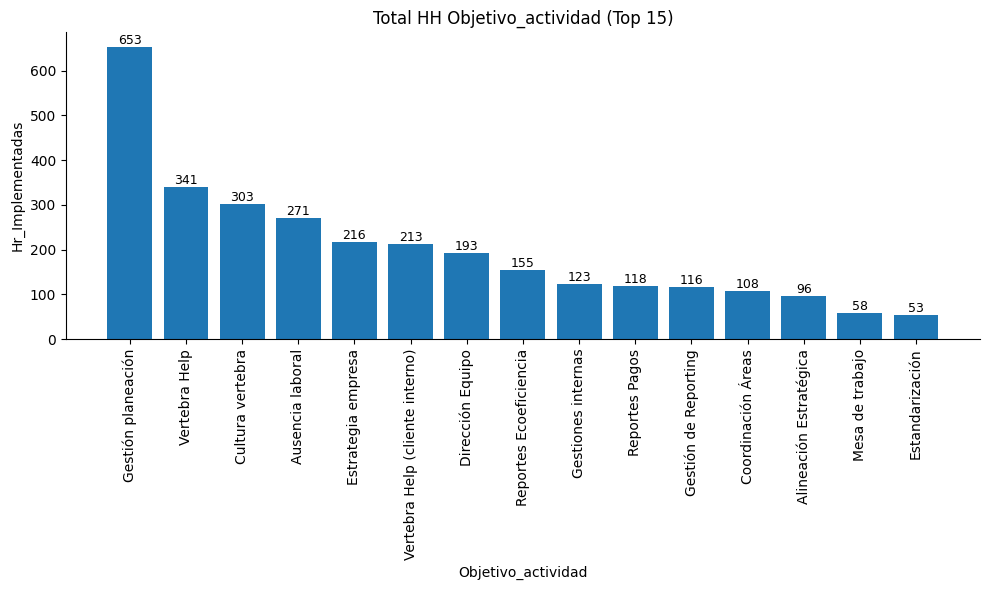 Total HH Objetivo_actividad (Top 15)
Hr_Implementadas
600
500
400
300
200
100
0
653
341
303
271
216
213
193
155
123
118
116
108
96
58
53
Gestión planeación
Vertebra Help
Cultura vertebra
Ausencia laboral
Estrategia empresa
Vertebra Help (cliente interno)
Dirección Equipo
Reportes Ecoeficiencia
Gestiones internas
Reportes Pagos
Gestión de Reporting
Coordinación Áreas
Alineación Estratégica
Mesa de trabajo
Estandarización
Objetivo_actividad